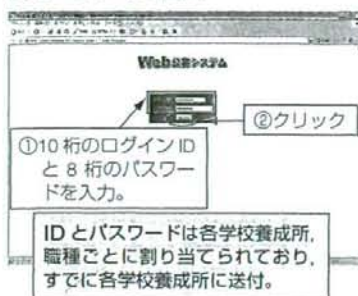 Web公表システム
②クリック
①10 桁のログイン ID
と 8 桁のパスワー
ドを入力。
ID とパスワードは各学校養成所,
職種ごとに割り当てられており,
すでに各学校養成所に送付。